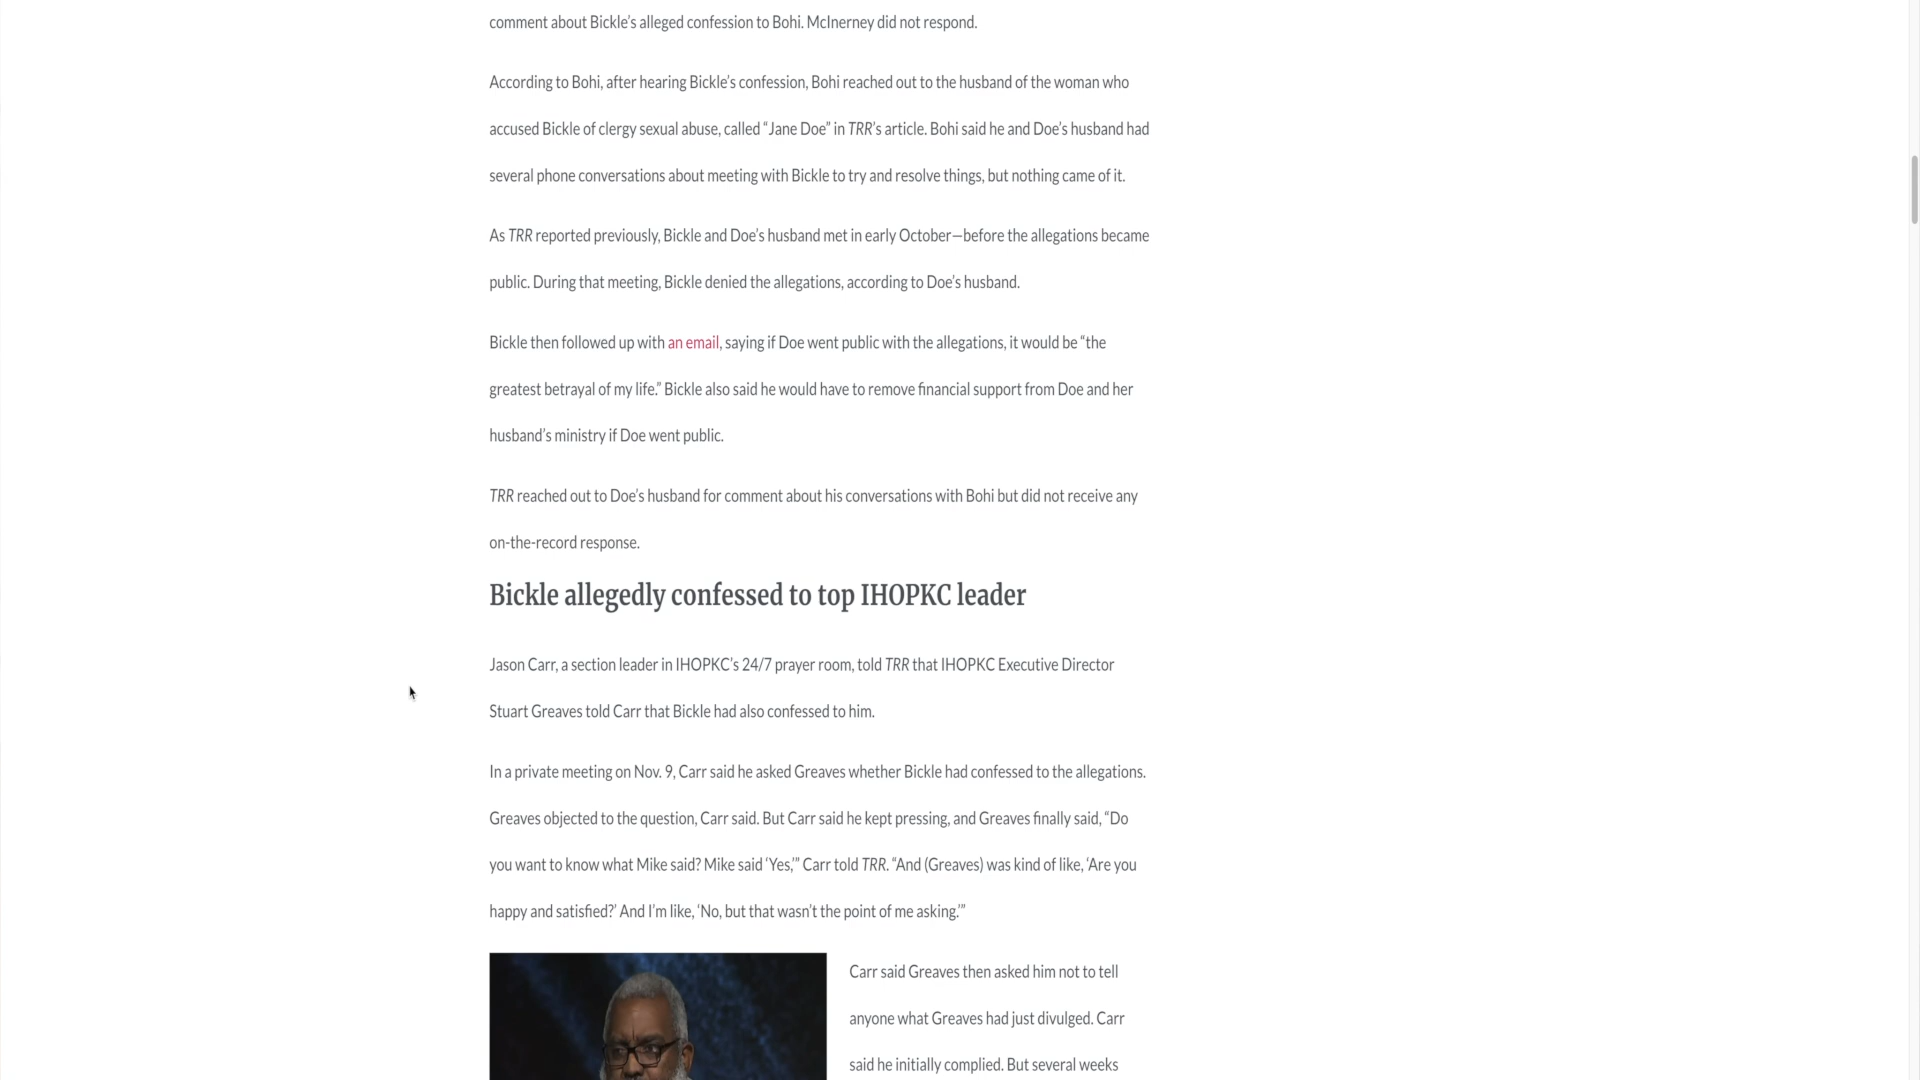 comment about Bickle’s alleged confession to Bohi. McInerney did not respond.
According to Bohi, after hearing Bickle’s confession, Bohi reached out to the husband of the woman who
accused Bickle of clergy sexual abuse, called “Jane Doe” in TRR’s article. Bohi said he and Doe’s husband had
several phone conversations about meeting with Bickle to try and resolve things, but nothing came of it.
As TRR reported previously, Bickle and Doe’s husband met in early October—before the allegations became
public. During that meeting, Bickle denied the allegations, according to Doe’s husband.
Bickle then followed up with an email, saying if Doe went public with the allegations, it would be “the
greatest betrayal of my life.” Bickle also said he would have to remove financial support from Doe and her
husband’s ministry if Doe went public.
TRR reached out to Doe’s husband for comment about his conversations with Bohi but did not receive any
on-the-record response.
Bickle allegedly confessed to top IHOPKC leader
Jason Carr, a section leader in IHOPKC’s 24/7 prayer room, told TRR that IHOPKC Executive Director
Stuart Greaves told Carr that Bickle had also confessed to him.
In a private meeting on Nov. 9, Carr said he asked Greaves whether Bickle had confessed to the allegations.
Greaves objected to the question, Carr said. But Carr said he kept pressing, and Greaves finally said, “Do
you want to know what Mike said? Mike said ‘Yes,’” Carr told TRR. “And (Greaves) was kind of like, ‘Are you
happy and satisfied?’ And I’m like, ‘No, but that wasn’t the point of me asking.’”
Carr said Greaves then asked him not to tell
anyone what Greaves had just divulged. Carr
said he initially complied. But several weeks